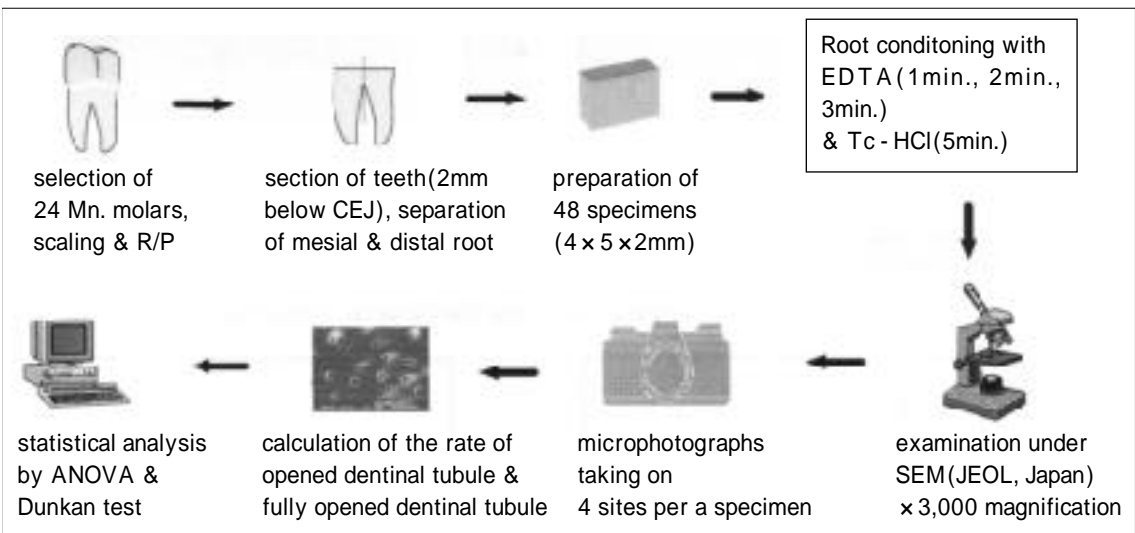 selection of
24 Mn. molars,
scaling & R/P
section of teeth(2mm
below CEJ), separation
of mesial & distal root
preparation of
48 specimens
(4 × 5 × 2mm)
Root conditoning with
EDTA(1min., 2min.,
3min.)
& Tc - HCl(5min.)
examination under
SEM(JEOL, Japan)
× 3,000 magnification
microphotographs
taking on
4 sites per a specimen
calculation of the rate of
opened dentinal tubule &
fully opened dentinal tubule
statistical analysis
by ANOVA &
Dunkan test